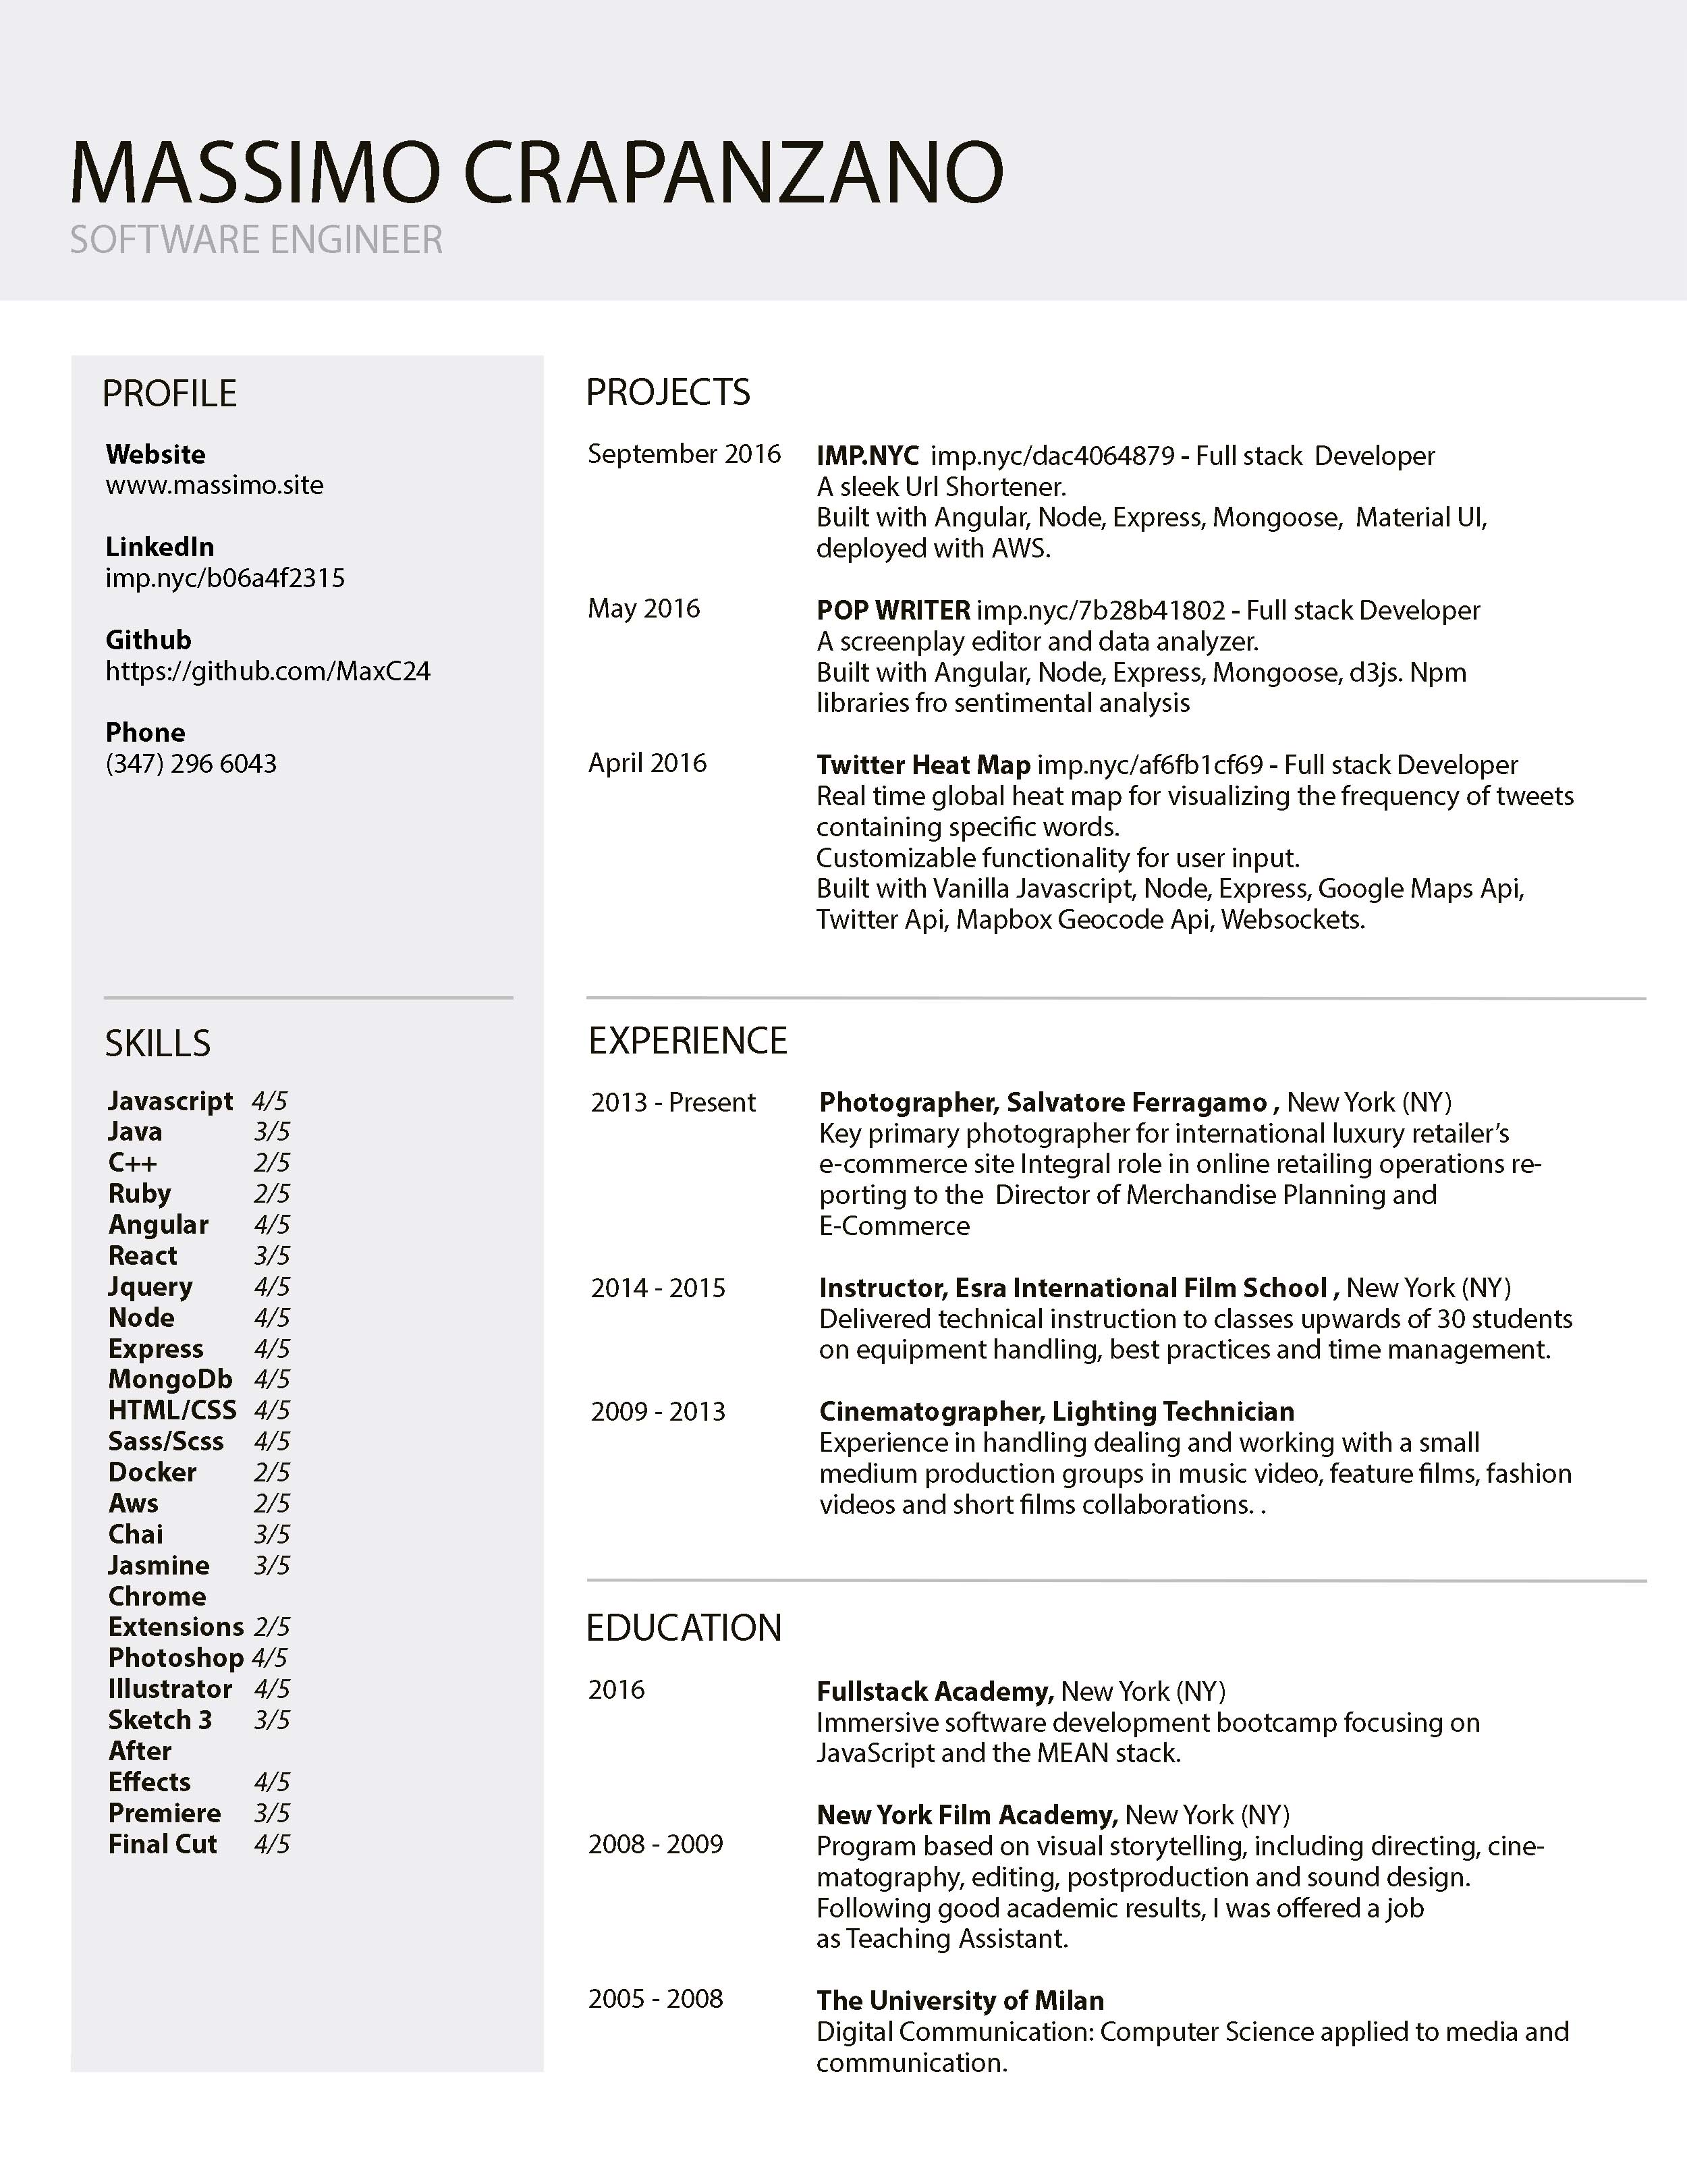 MASSIMO CRAPANZANO
SOFTWARE ENGINEER
PROFILE
Website
www.massimo.site
LinkedIn
imp.nyc/b06a4f2315
Github
https://github.com/MaxC24
Phone
(347) 296 6043
SKILLS
Javascript 4/5
Java 3/5
C++ 2/5
Ruby 2/5
Angular 4/5
React 3/5
Jquery 4/5
Node 4/5
Express 4/5
MongoDb 4/5
HTML/CSS 4/5
Sass/Scss 4/5
Docker 2/5
Aws 2/5
Chai 3/5
Jasmine 3/5
Chrome
Extensions 2/5
Photoshop 4/5
Illustrator 4/5
Sketch 3 3/5
After
Effects 4/5
Premiere 3/5
Final Cut 4/5
PROJECTS
September 2016 IMP.NYC imp.nyc/dac4064879 - Full stack Developer
A sleek Url Shortener.
Built with Angular, Node, Express, Mongoose, Material UI,
deployed with AWS.
May 2016 POP WRITER imp.nyc/7b28b41802 - Full stack Developer
A screenplay editor and data analyzer.
Built with Angular, Node, Express, Mongoose, d3js. Npm
libraries fro sentimental analysis
April 2016 Twitter Heat Map imp.nyc/af6fb1cf69 - Full stack Developer
Real time global heat map for visualizing the frequency of tweets
containing specific words.
Customizable functionality for user input.
Built with Vanilla Javascript, Node, Express, Google Maps Api,
Twitter Api, Mapbox Geocode Api, Websockets.
EXPERIENCE
2013 - Present Photographer, Salvatore Ferragamo , New York (NY)
Key primary photographer for international luxury retailer’s
e-commerce site Integral role in online retailing operations re-
porting to the Director of Merchandise Planning and
E-Commerce
2014 - 2015 Instructor, Esra International Film School , New York (NY)
Delivered technical instruction to classes upwards of 30 students
on equipment handling, best practices and time management.
2009 - 2013 Cinematographer, Lighting Technician
Experience in handling dealing and working with a small
medium production groups in music video, feature films, fashion
videos and short films collaborations. .
EDUCATION
2016 Fullstack Academy, New York (NY)
Immersive software development bootcamp focusing on
JavaScript and the MEAN stack.
New York Film Academy, New York (NY)
2008 - 2009 Program based on visual storytelling, including directing, cine-
matography, editing, postproduction and sound design.
Following good academic results, I was offered a job
as Teaching Assistant.
2005 - 2008 The University of Milan
Digital Communication: Computer Science applied to media and
communication.